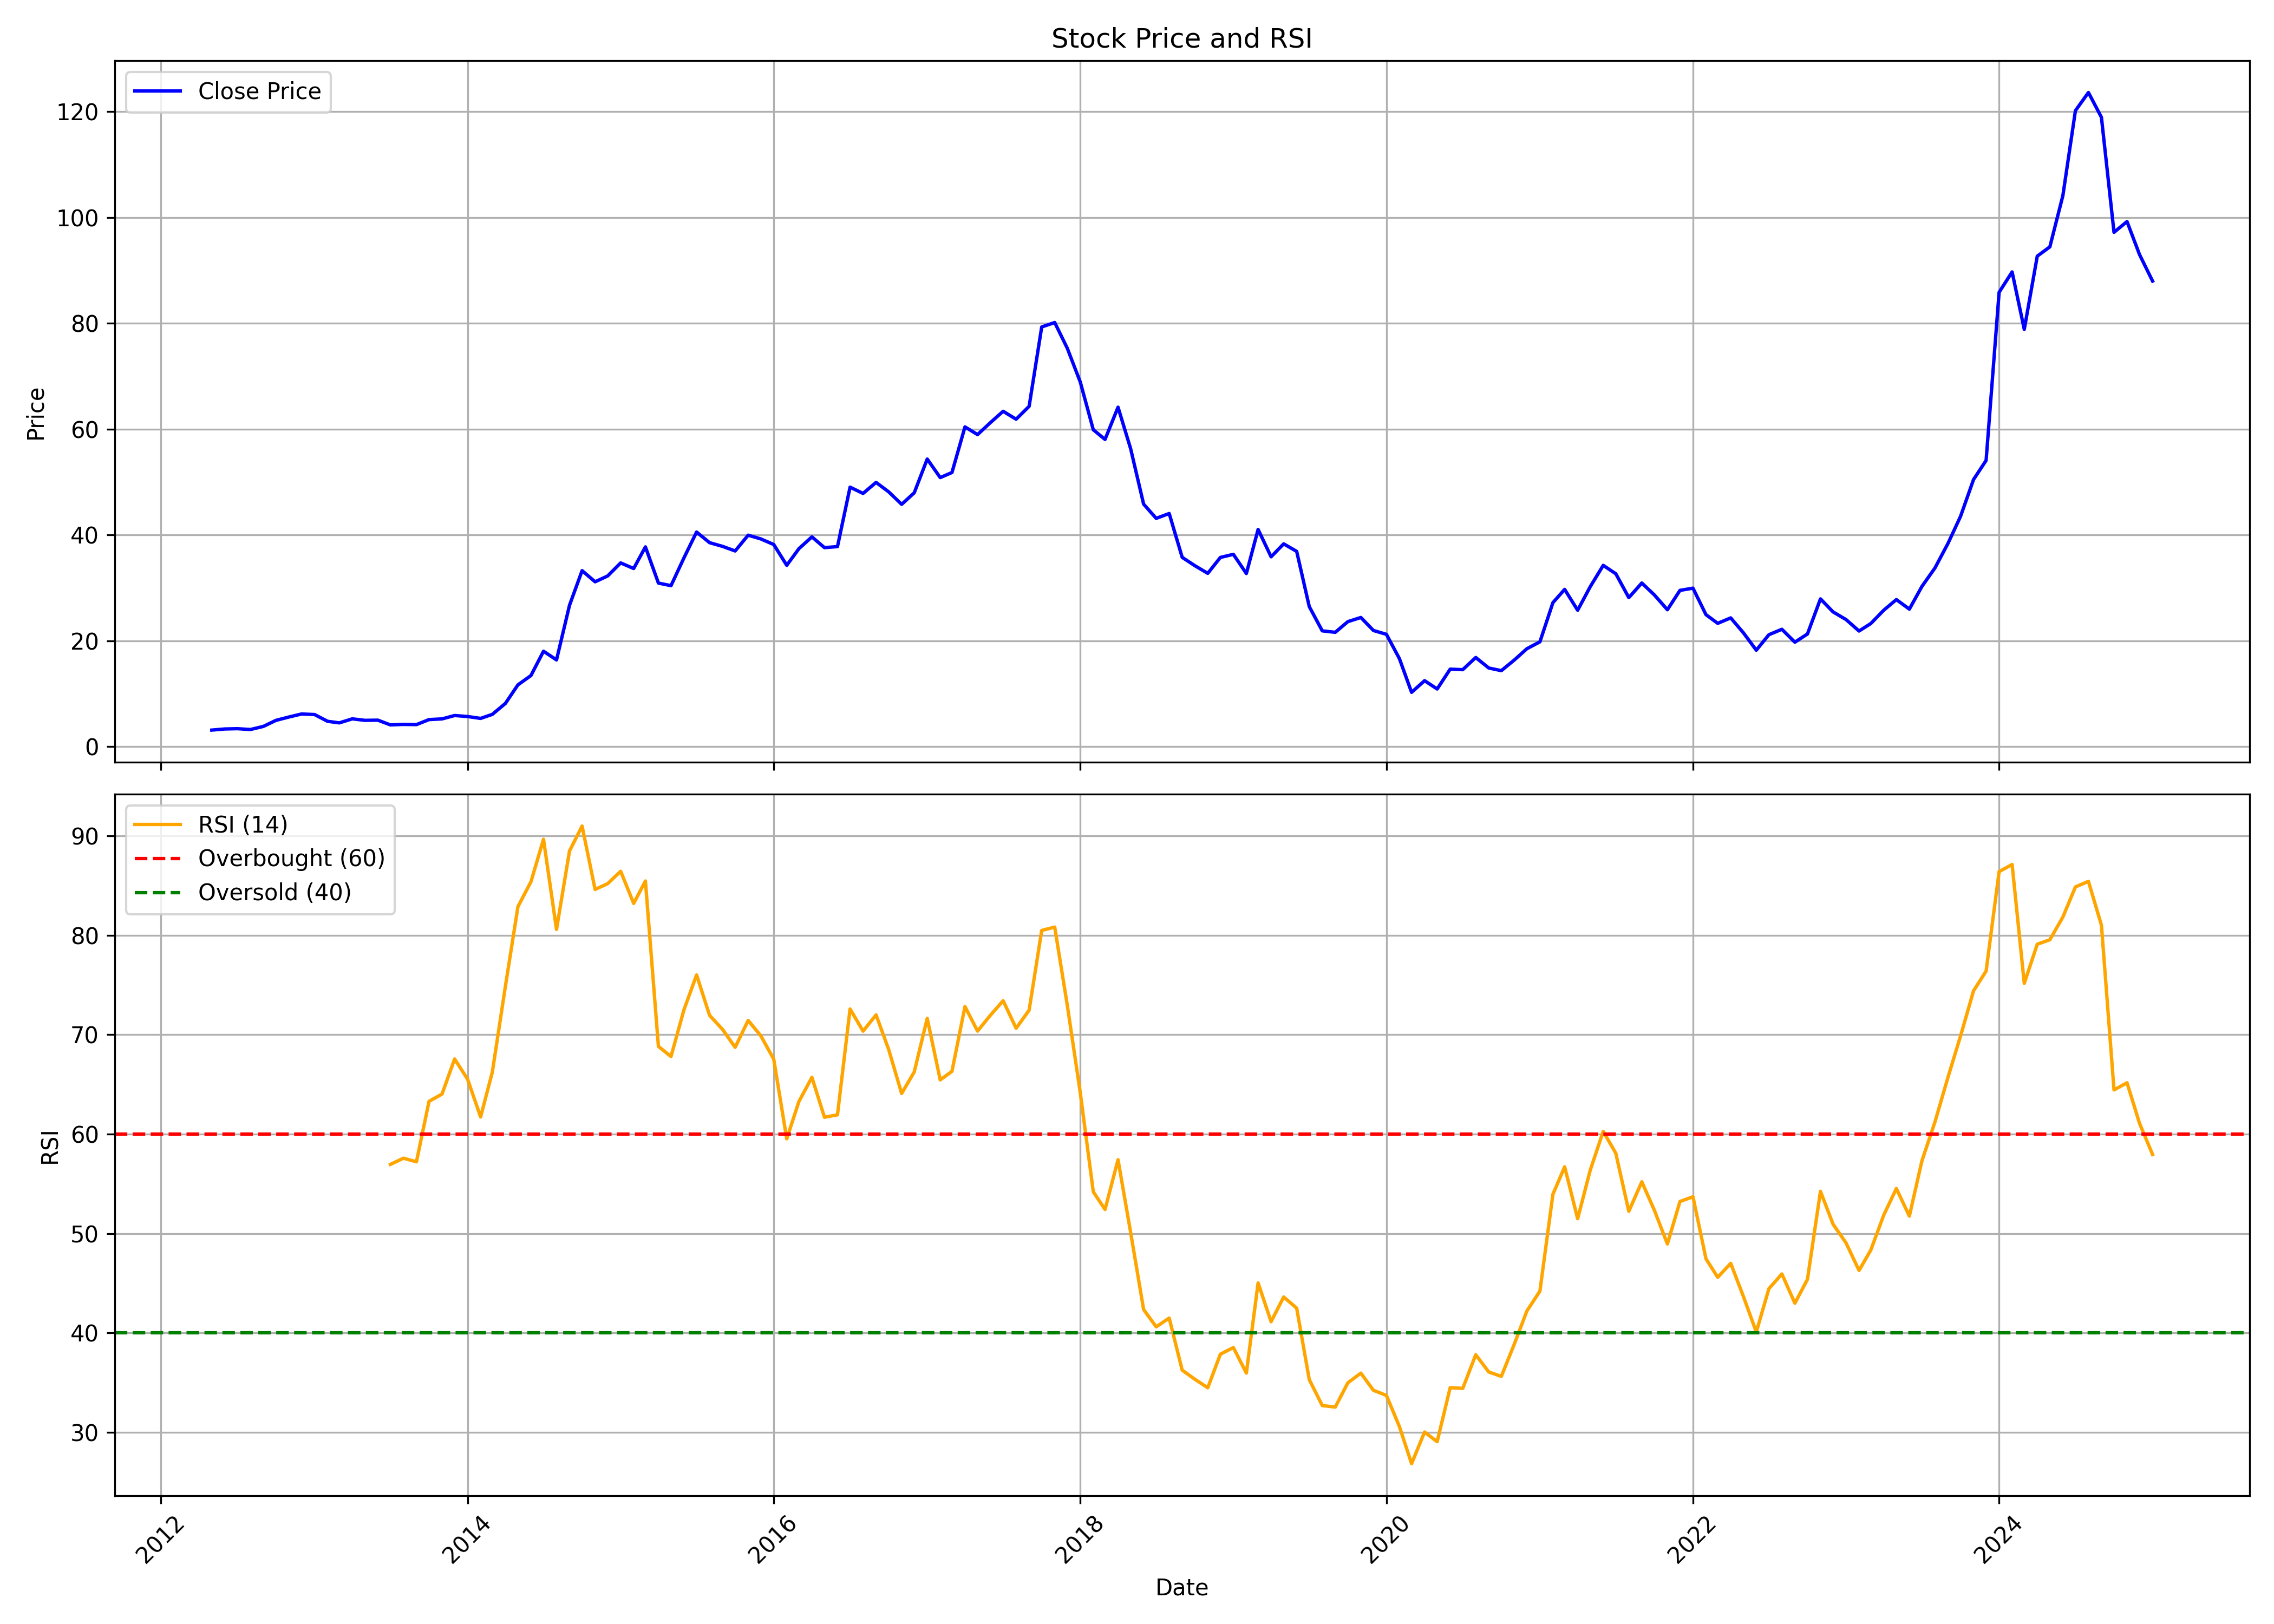 Stock Price and RSI
Close Price
120
100
80
60
40
20
0
Price
RSI (14)
Overbought (60)
Oversold (40)
90
80
70
60
50
40
30
RSI
2012
2014
2016
2018
2020
2022
2024
Date